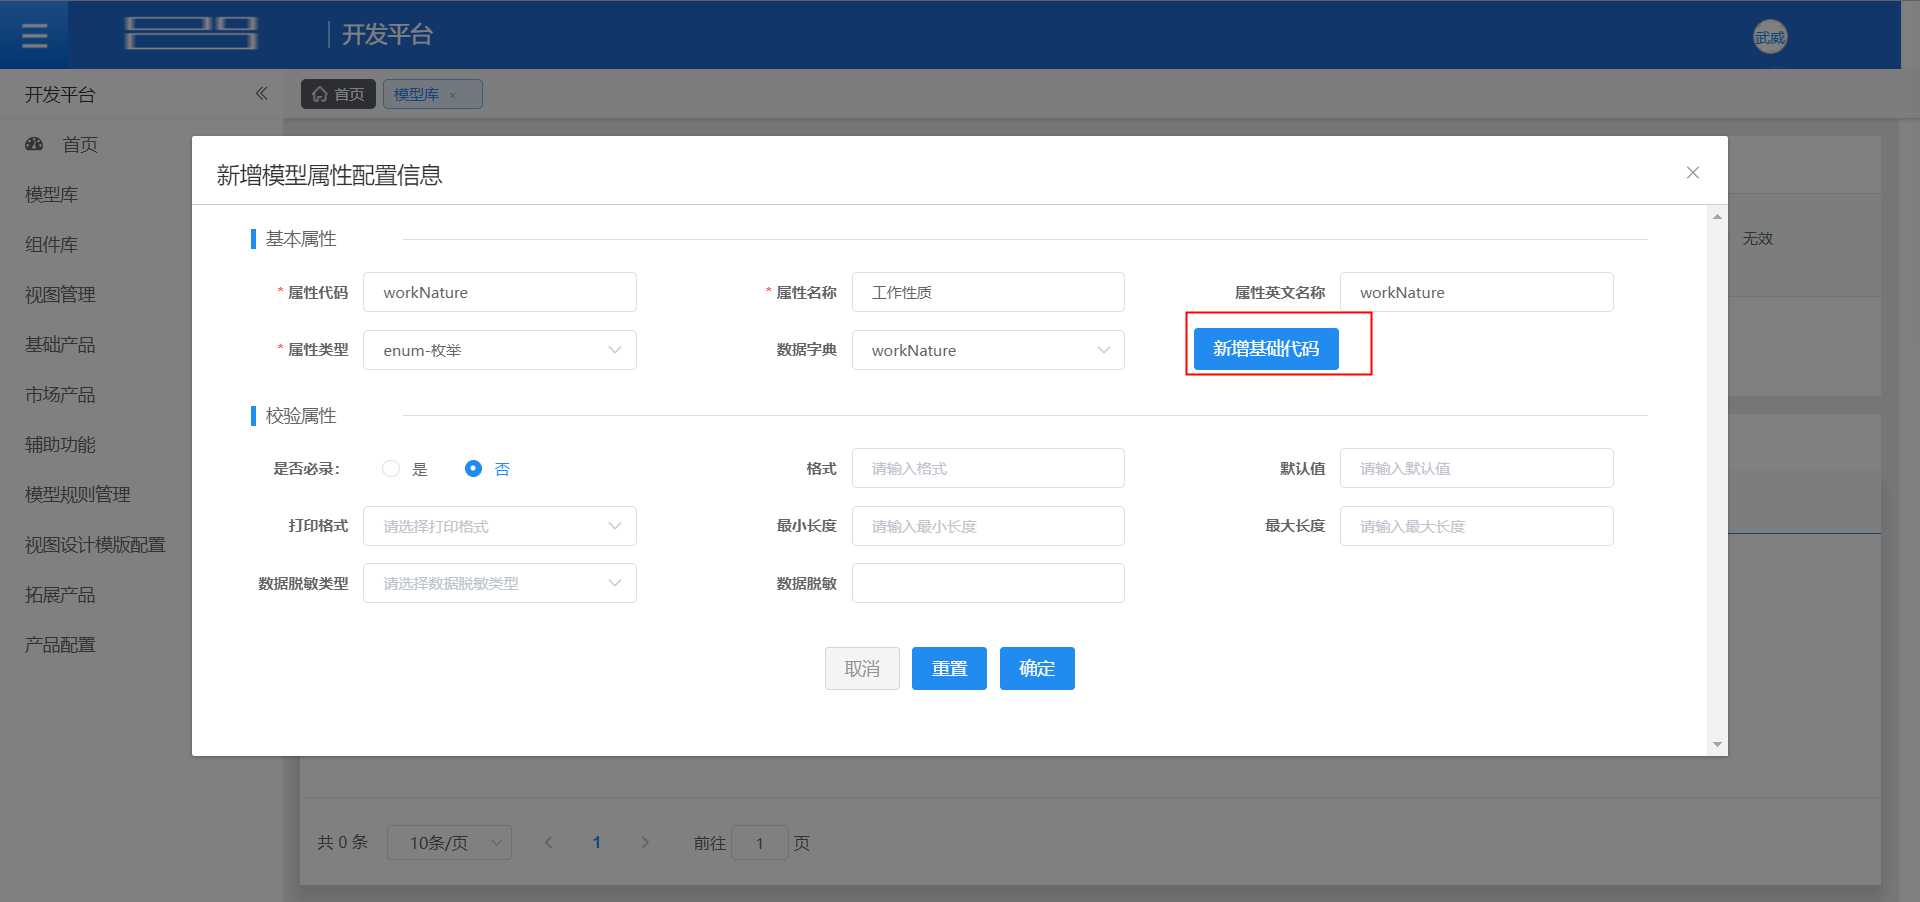 开发平台
武威
开发平台
首页
模型库 ×
首页
模型库
组件库
视图管理
基础产品
市场产品
辅助功能
模型规则管理
视图设计模版配置
拓展产品
产品配置
无效
新增模型属性配置信息
基本属性
* 属性代码 workNature
* 属性名称 工作性质
属性英文名称 workNature
* 属性类型 enum-枚举
数据字典 workNature
新增基础代码
校验属性
是否必录: 是 否
格式 请输入格式
默认值 请输入默认值
打印格式 请选择打印格式
最小长度 请输入最小长度
最大长度 请输入最大长度
数据脱敏类型 请选择数据脱敏类型
数据脱敏
取消 重置 确定
共 0 条 10条/页 1 前往 1 页